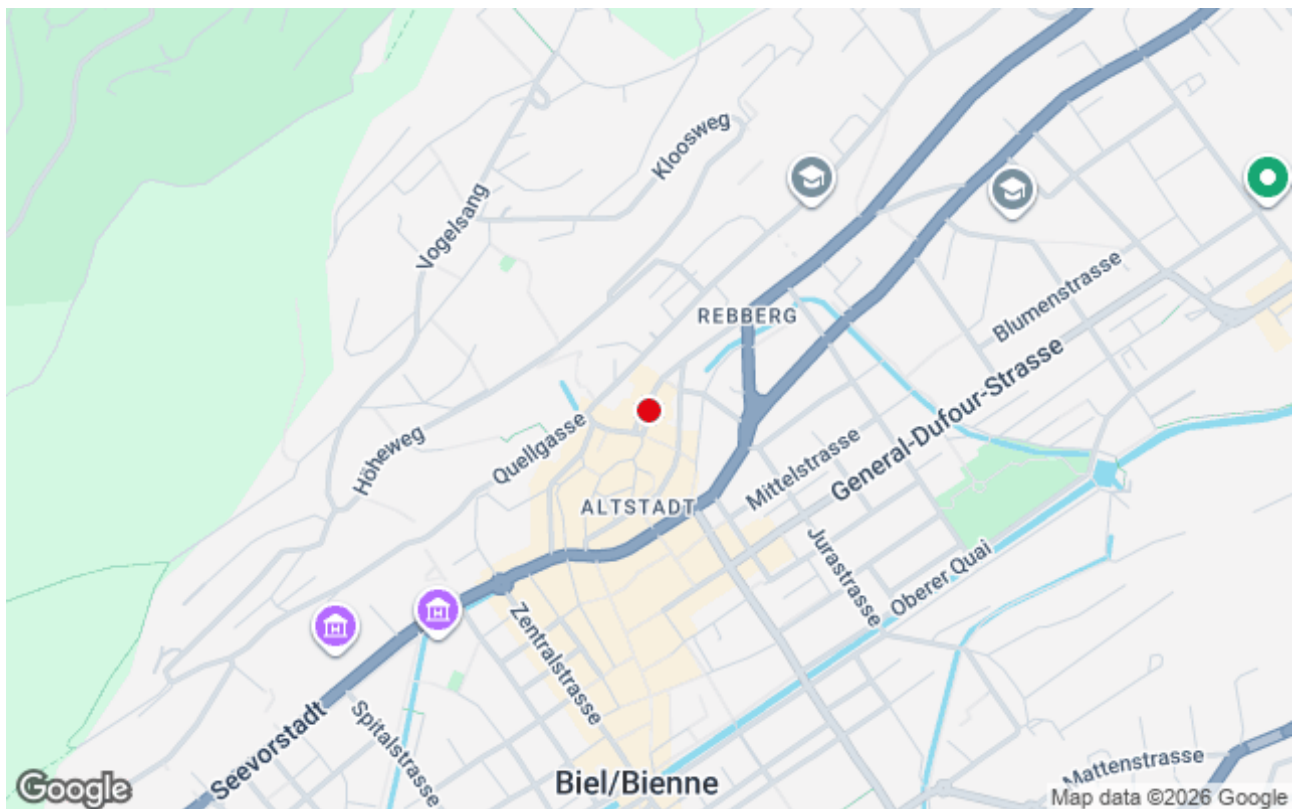 Kloosweg
Vogelsang
REBBERG
Blumenstrasse
General-Dufour-Strasse
Höheweg
Quellgasse
Mittelstrasse
ALTSTADT
Jurastrasse
Oberer Quai
Zentralstrasse
Seevorstadt
Spitalstrasse
Biel/Bienne
Mattenstrasse
Google
Map data ©2026 Google